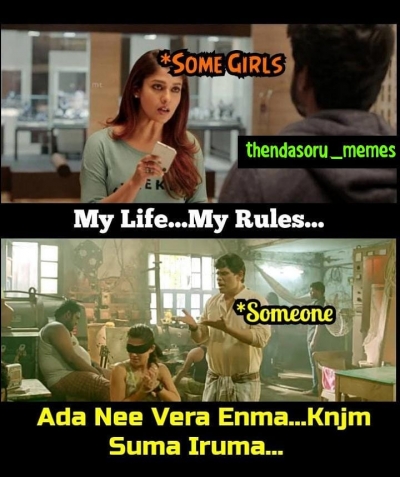 *Some Girls
thendasoru_memes
My Life...My Rules...
*Someone
Ada Nee Vera Enma...Knjm
Suma Iruma...